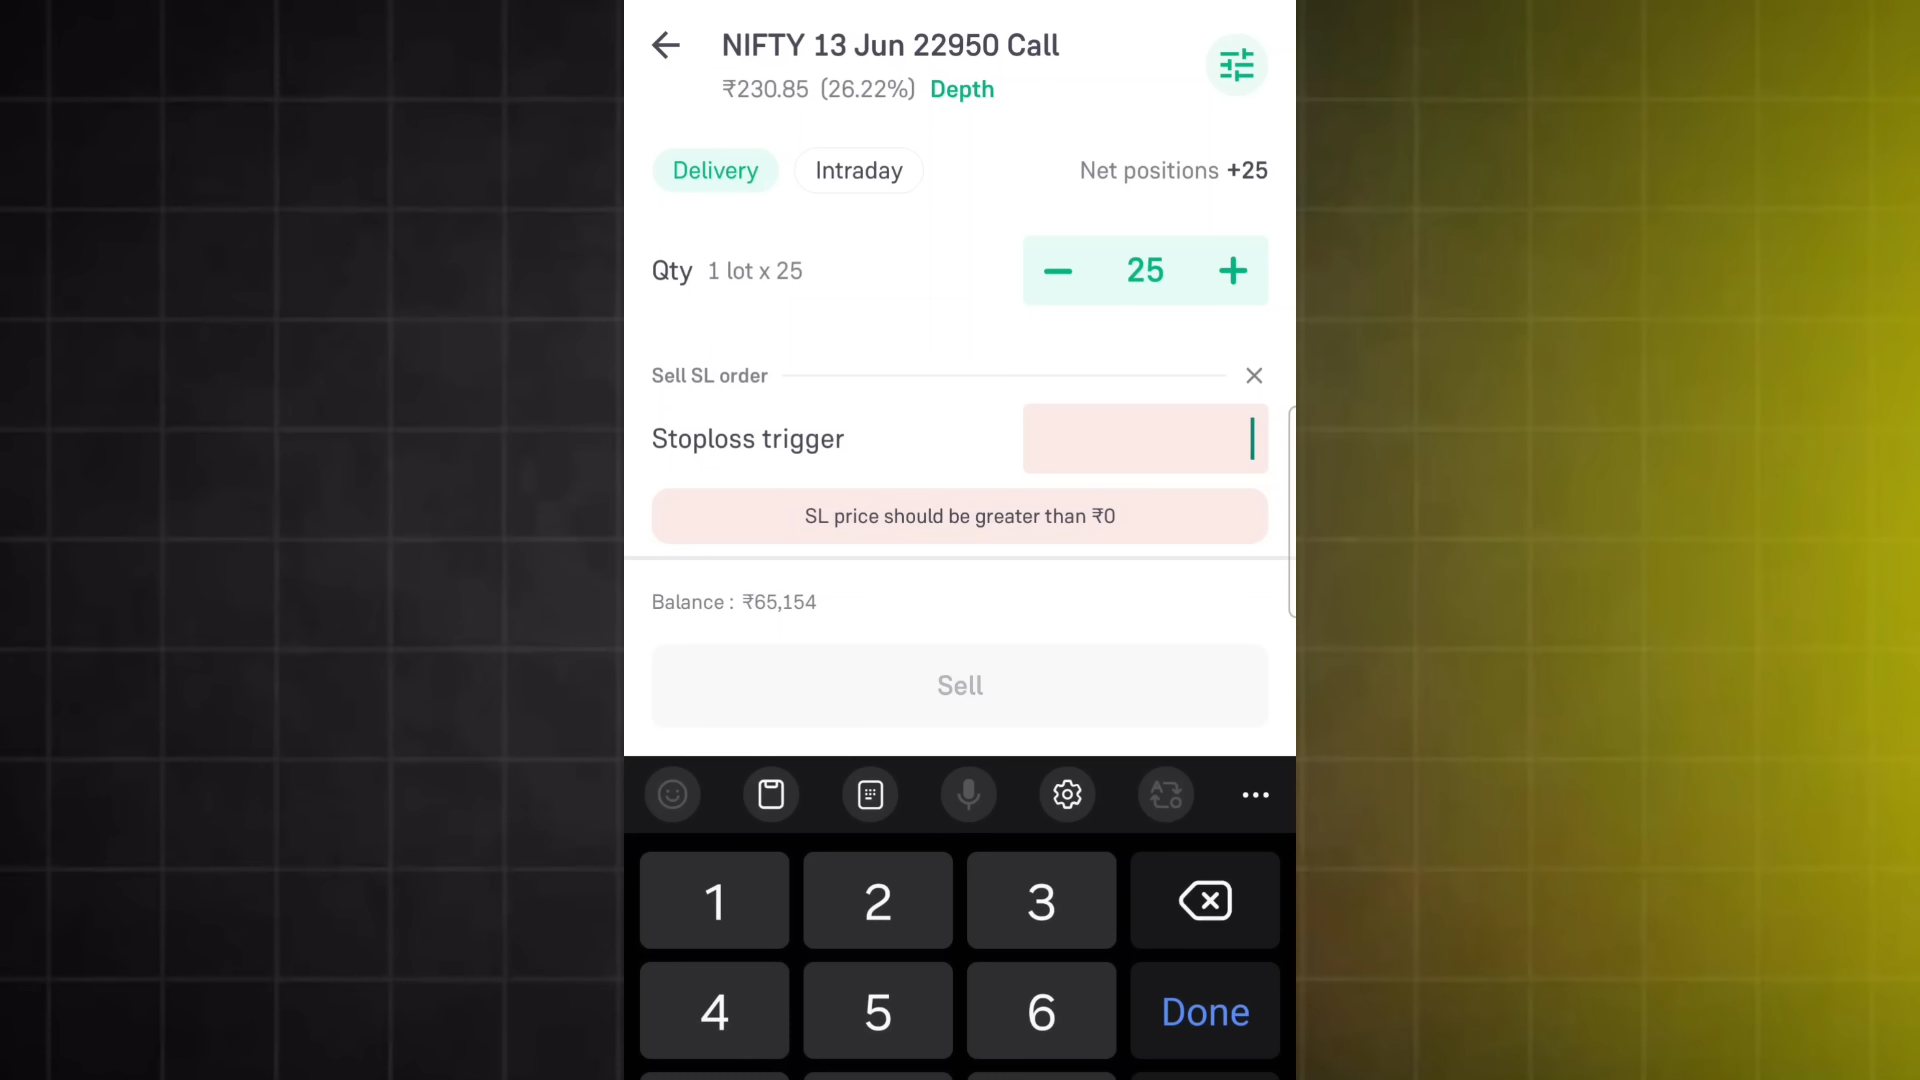 NIFTY 13 Jun 22950 Call
₹230.85 (26.22%) Depth
Delivery Intraday Net positions +25
Qty 1 lot x 25 25
Sell SL order
Stoploss trigger
SL price should be greater than ₹0
Balance : ₹65,154
Sell
1 2 3
4 5 6 Done